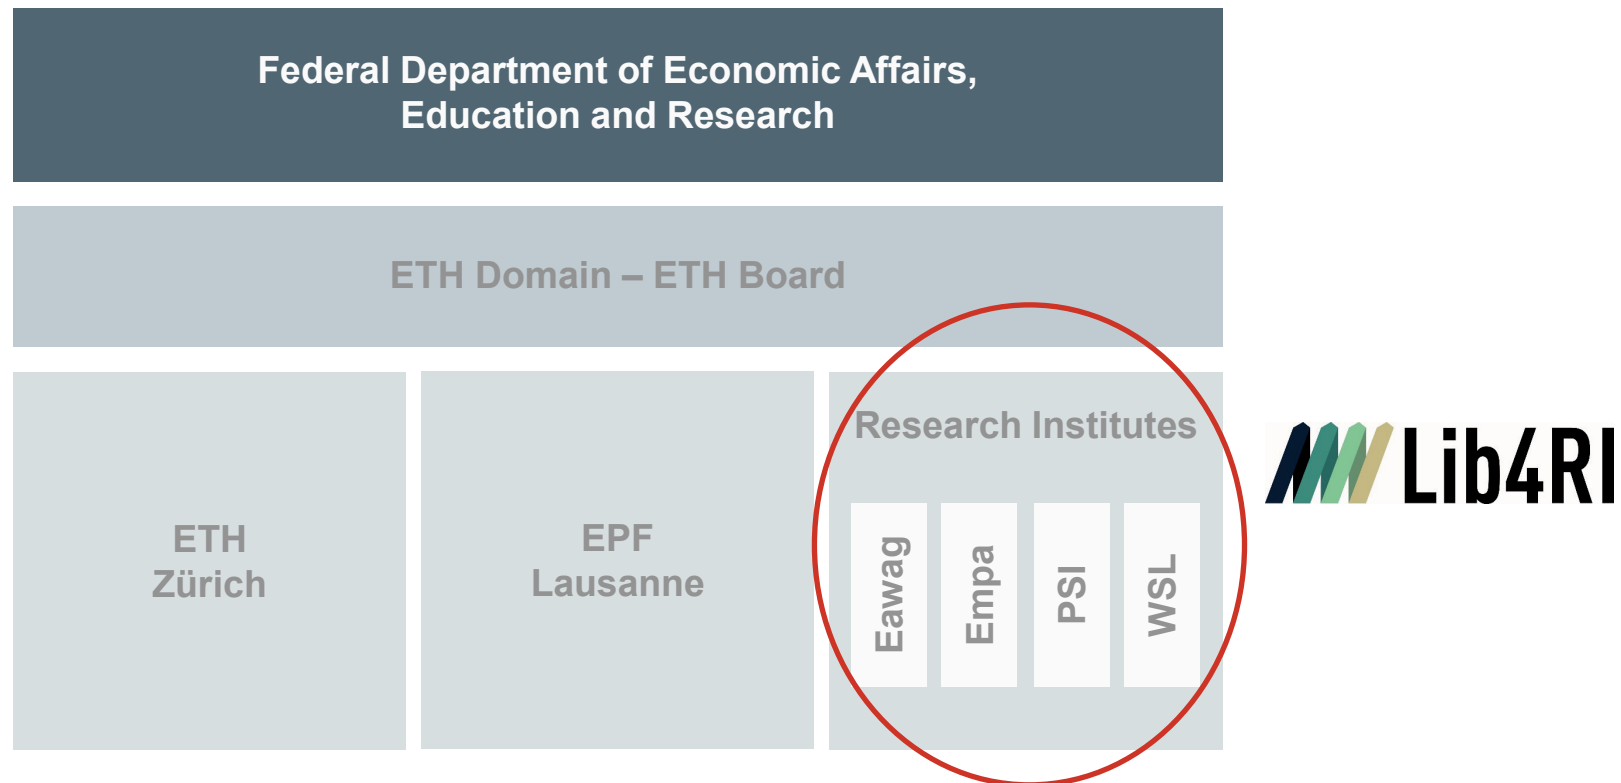 Federal Department of Economic Affairs,
Education and Research
ETH Domain – ETH Board
ETH
Zürich
EPF
Lausanne
Research Institutes
Eawag
Empa
PSI
WSL
Lib4RI